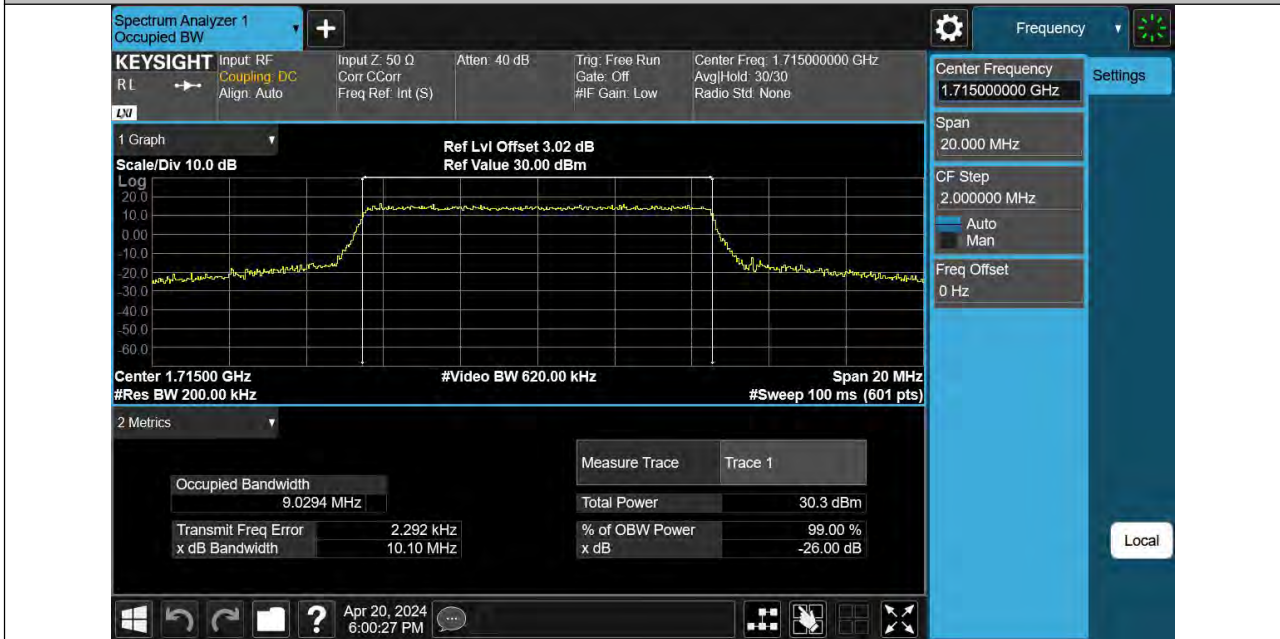 Spectrum Analyzer 1
Occupied BW
Frequency
KEYSIGHT
RL
LXI
Input: RF
Coupling: DC
Align: Auto
Input Z: 50 Ω
Corr CCorr
Freq Ref: Int (S)
Atten: 40 dB
Trig: Free Run
Gate: Off
#IF Gain: Low
Center Freq: 1.715000000 GHz
Avg|Hold: 30/30
Radio Std: None
Center Frequency
1.715000000 GHz
Settings
Span
20.000 MHz
CF Step
2.000000 MHz
Auto
Man
Freq Offset
0 Hz
Local
1 Graph
Scale/Div 10.0 dB
Ref Lvl Offset 3.02 dB
Ref Value 30.00 dBm
Log
20.0
10.0
0.00
-10.0
-20.0
-30.0
-40.0
-50.0
-60.0
Center 1.71500 GHz
#Video BW 620.00 kHz
Span 20 MHz
#Res BW 200.00 kHz
#Sweep 100 ms (601 pts)
2 Metrics
Measure Trace
Trace 1
Occupied Bandwidth
9.0294 MHz
Total Power
30.3 dBm
Transmit Freq Error
2.292 kHz
% of OBW Power
99.00 %
x dB Bandwidth
10.10 MHz
x dB
-26.00 dB
Apr 20, 2024
6:00:27 PM